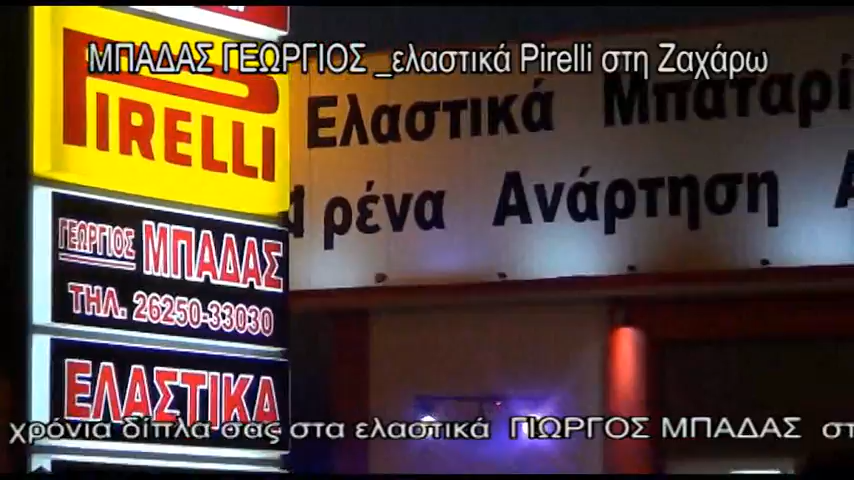 ΜΠΑΔΑΣ ΓΕΩΡΓΙΟΣ _ελαστικά Pirelli στη Ζαχάρω
PIRELLI
Ελαστικά Μπαταρί
ρένα Ανάρτηση
ΓΕΩΡΓΙΟΣ ΜΠΑΔΑΣ
ΤΗΛ. 26250-33030
ΕΛΑΣΤΙΚΑ
χρόνια δίπλα σας στα ελαστικά ΓΙΩΡΓΟΣ ΜΠΑΔΑΣ στ